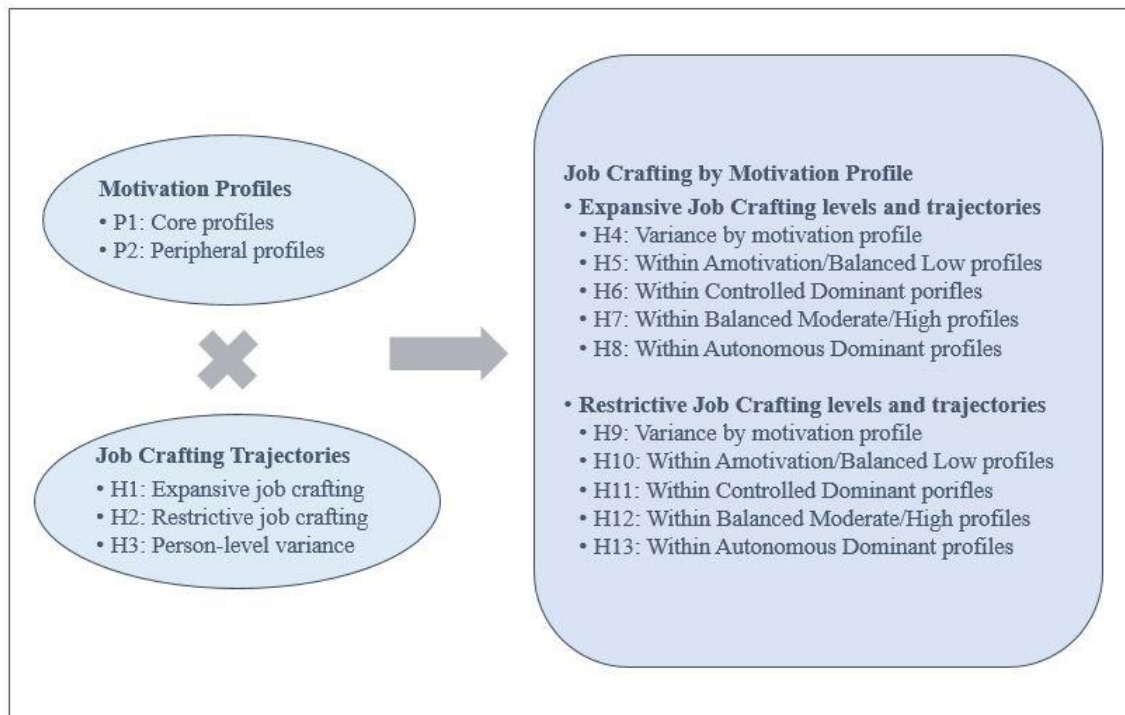 Motivation Profiles
• P1: Core profiles
• P2: Peripheral profiles
Job Crafting Trajectories
• H1: Expansive job crafting
• H2: Restrictive job crafting
• H3: Person-level variance
Job Crafting by Motivation Profile
• Expansive Job Crafting levels and trajectories
• H4: Variance by motivation profile
• H5: Within Amotivation/Balanced Low profiles
• H6: Within Controlled Dominant porifles
• H7: Within Balanced Moderate/High profiles
• H8: Within Autonomous Dominant profiles
• Restrictive Job Crafting levels and trajectories
• H9: Variance by motivation profile
• H10: Within Amotivation/Balanced Low profiles
• H11: Within Controlled Dominant porifles
• H12: Within Balanced Moderate/High profiles
• H13: Within Autonomous Dominant profiles